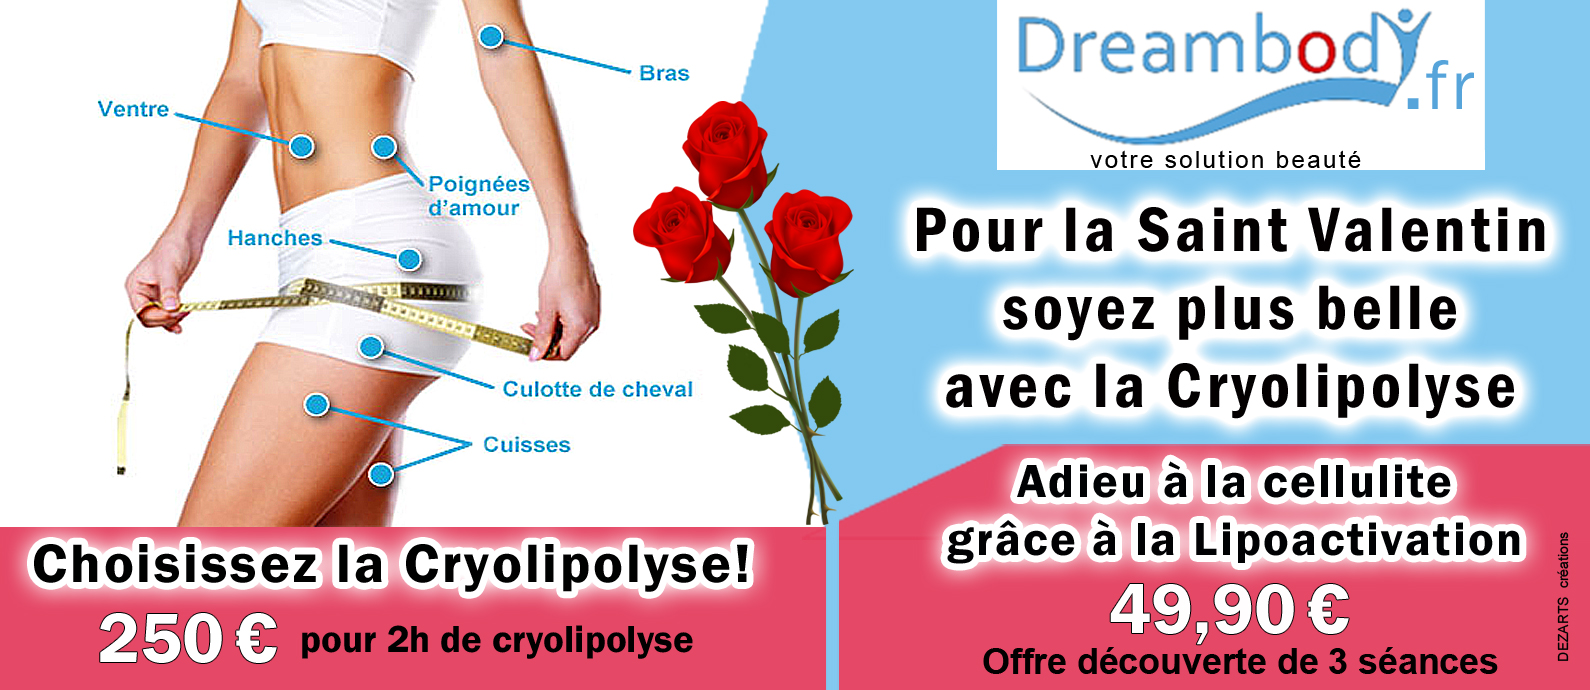 Bras
Ventre
Poignées
d'amour
Hanches
Culotte de cheval
Cuisses
Choisissez la Cryolipolyse!
250 € pour 2h de cryolipolyse
Dreambody.fr
votre solution beauté
Pour la Saint Valentin
soyez plus belle
avec la Cryolipolyse
Adieu à la cellulite
grâce à la Lipoactivation
49,90 €
Offre découverte de 3 séances
DEZARTS créations